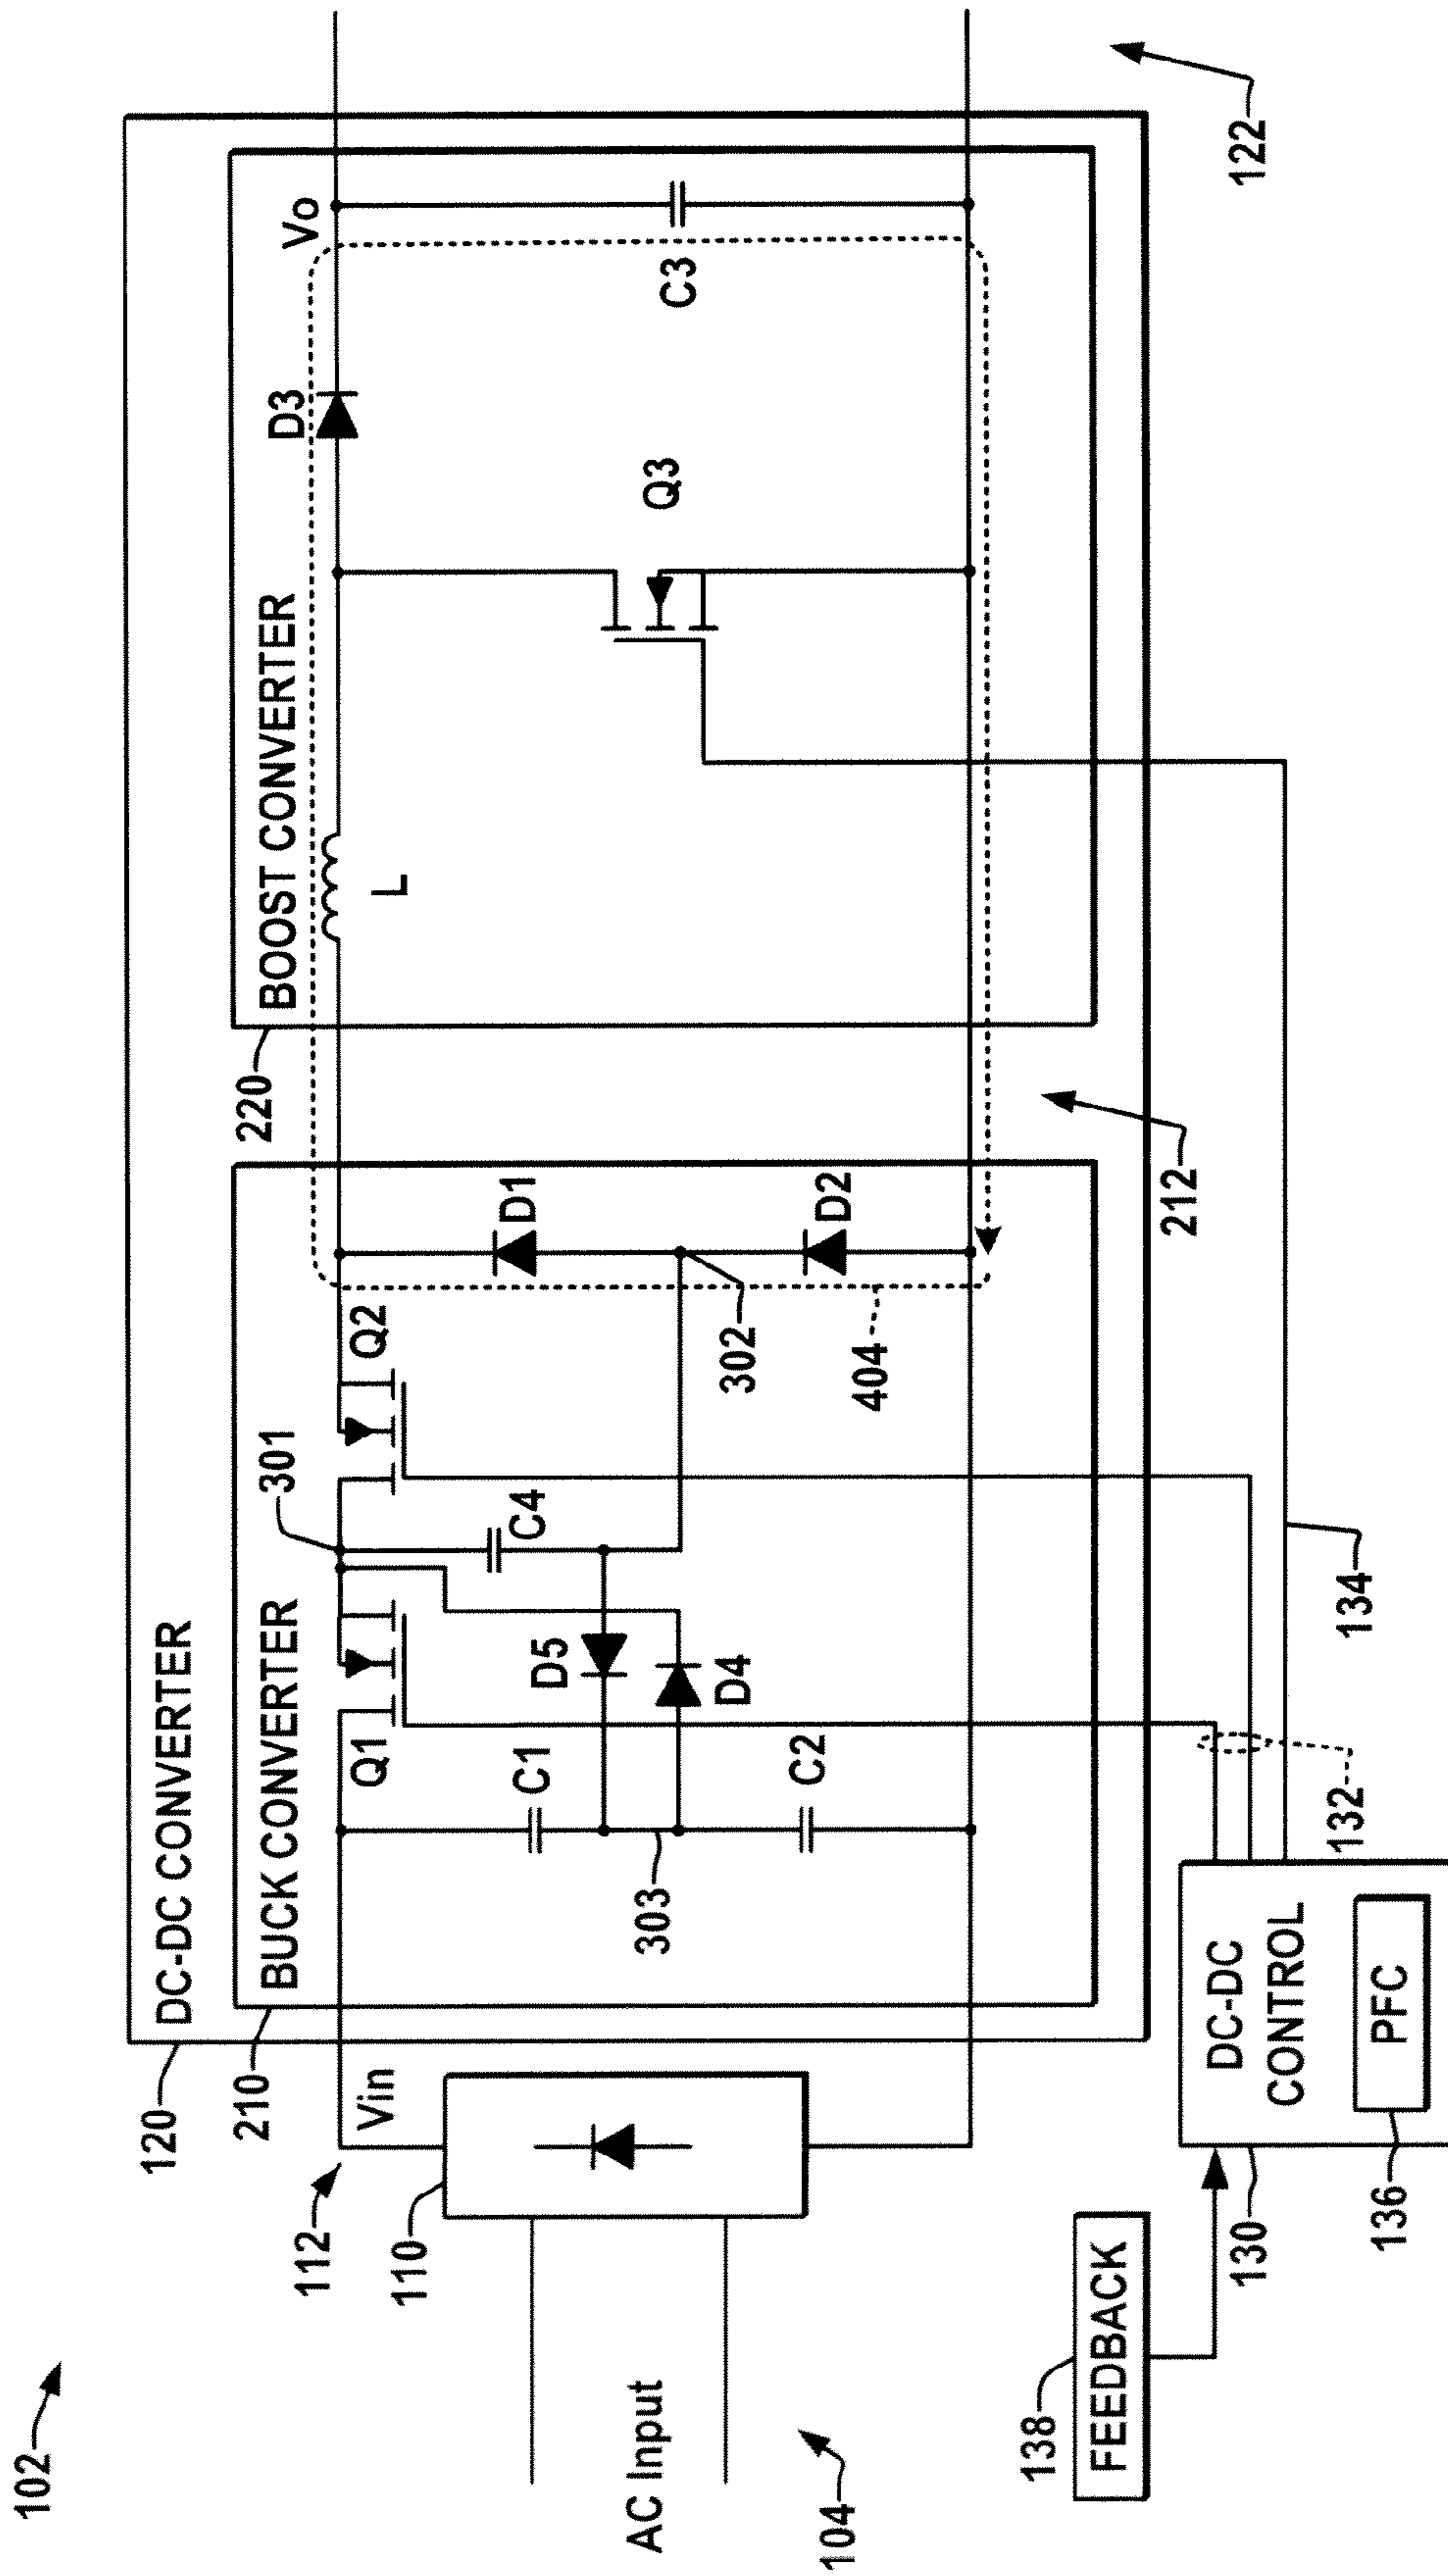 102
120
DC-DC CONVERTER
210
BUCK CONVERTER
220
BOOST CONVERTER
112
Vin
110
AC Input
104
Q1
301
Q2
C1
303
C2
D5
D4
C4
D1
302
D2
404
L
D3
Vo
Q3
C3
122
212
138
FEEDBACK
130
DC-DC
CONTROL
PFC
136
132
134